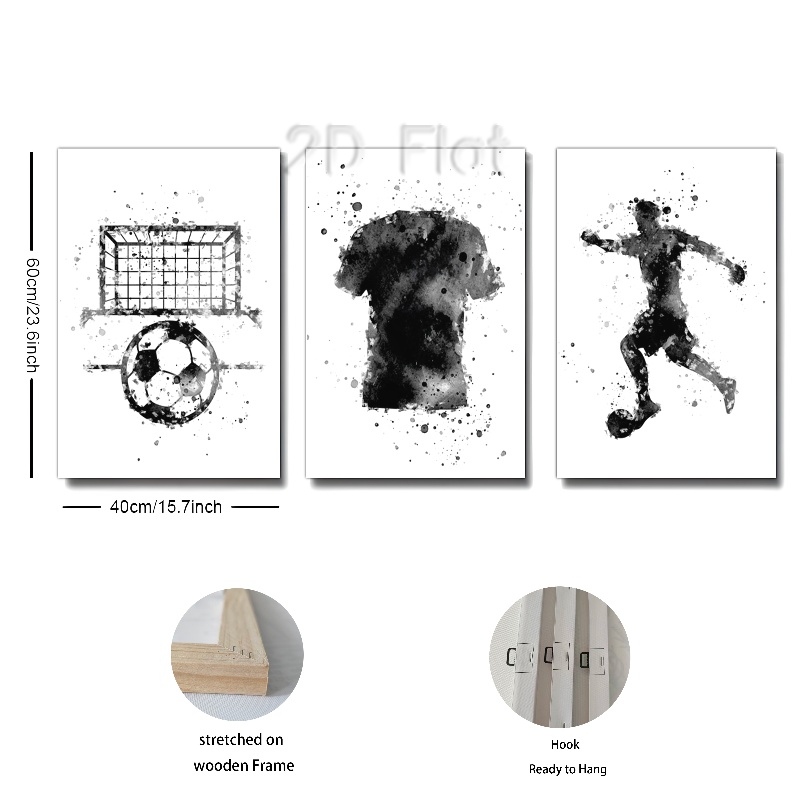 2D Flat
60cm/23.6inch
40cm/15.7inch
stretched on
wooden Frame
Hook
Ready to Hang